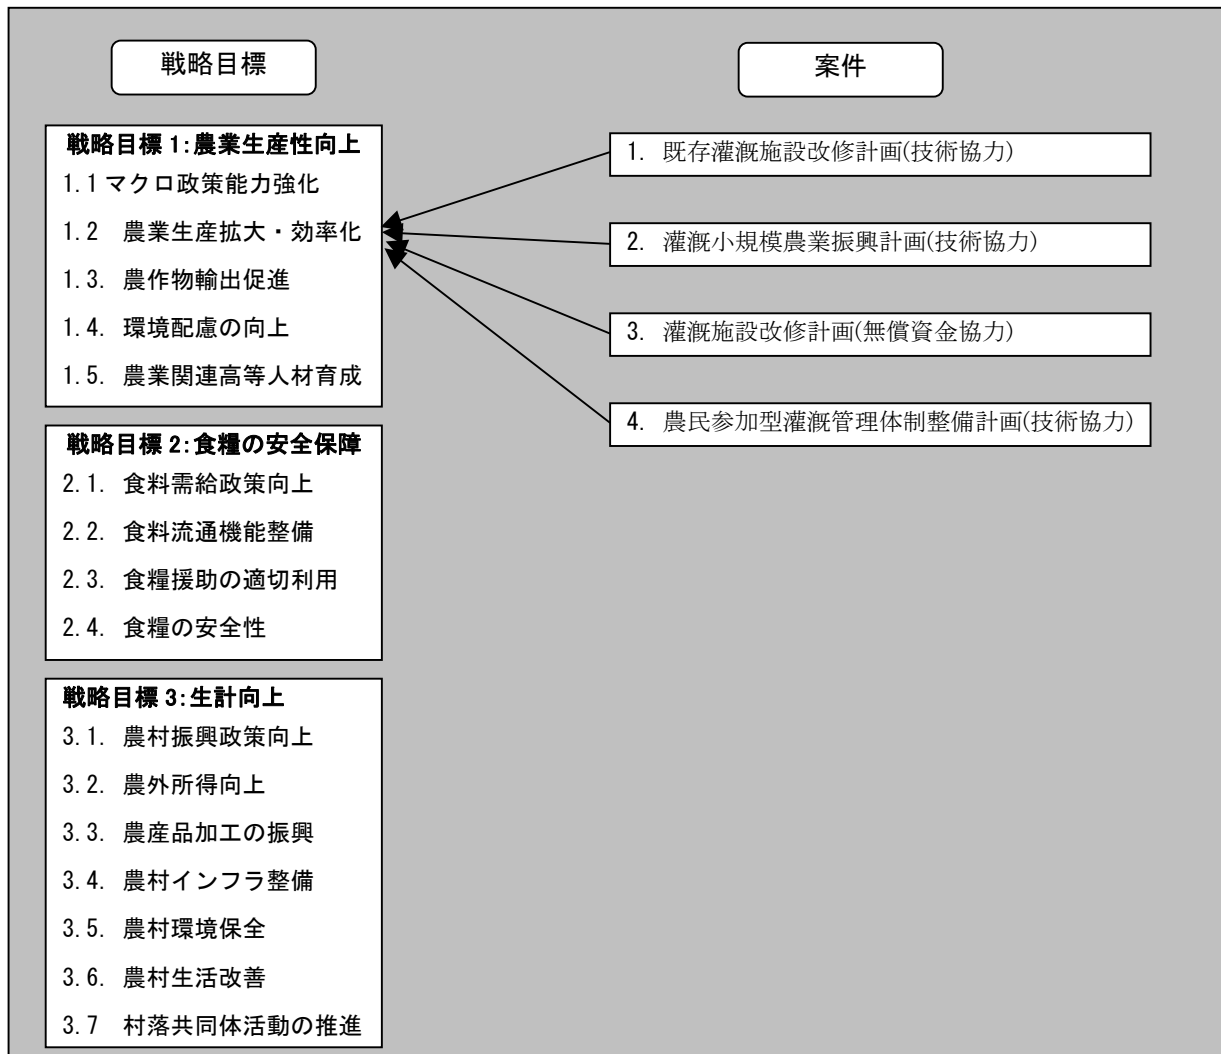 戦略目標
案件
戦略目標 1:農業生産性向上
1.1 マクロ政策能力強化
1.2 農業生産拡大・効率化
1.3. 農作物輸出促進
1.4. 環境配慮の向上
1.5. 農業関連高等人材育成
戦略目標 2:食糧の安全保障
2.1. 食料需給政策向上
2.2. 食料流通機能整備
2.3. 食糧援助の適切利用
2.4. 食糧の安全性
戦略目標 3:生計向上
3.1. 農村振興政策向上
3.2. 農外所得向上
3.3. 農産品加工の振興
3.4. 農村インフラ整備
3.5. 農村環境保全
3.6. 農村生活改善
3.7 村落共同体活動の推進
1. 既存灌漑施設改修計画(技術協力)
2. 灌漑小規模農業振興計画(技術協力)
3. 灌漑施設改修計画(無償資金協力)
4. 農民参加型灌漑管理体制整備計画(技術協力)